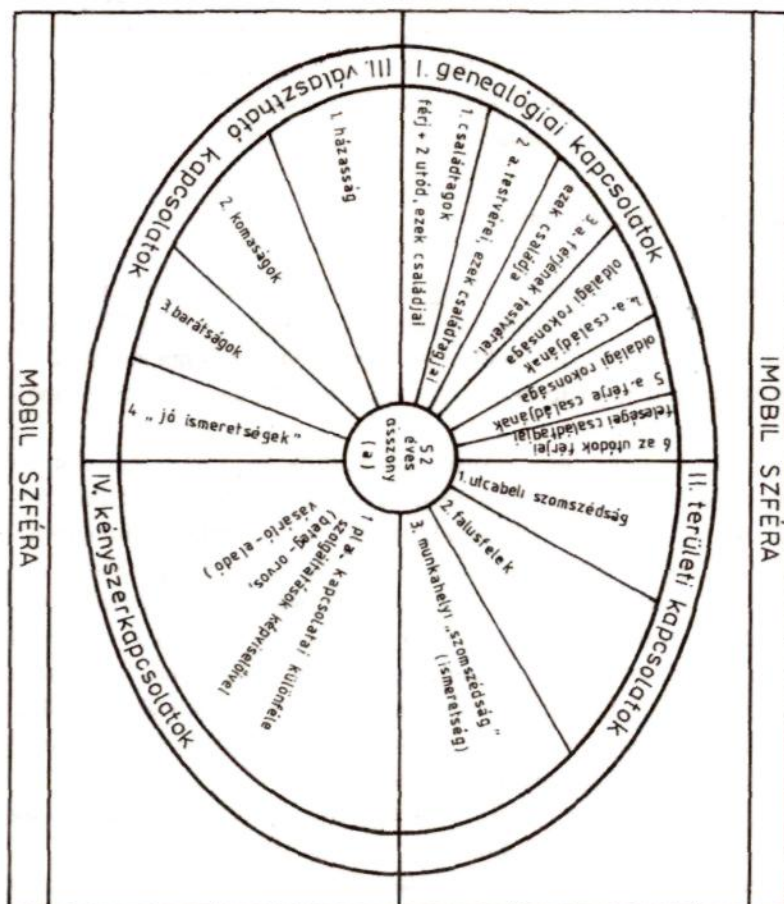 MOBIL SZFÉRA
IMOBIL SZFÉRA
I. genealógiai kapcsolatok
1. családtagok
férj + 2 utód, ezek családjai
2 a. testvérei, ezek családtagjai
3. a férjének testvérei,
ezek családja
4. a. családjának
oldalági rokonsága
5 a. férje családjának
oldalági rokonsága
6 az utódok férjei
feleségei családtagjai
II. területi kapcsolatok
1. utcabeli szomszédság
2. falusfelek
3. munkahelyi „szomszédság"
(ismeretség)
III. választható kapcsolatok
1. házasság
2. komaságok
3. barátságok
4 „ jó ismeretségek"
IV. kényszerkapcsolatok
1 pl a. kapcsolatai különféle
szolgáltatások képviselőivel
(beteg-orvos,
vásárló-eladó )
52
éves
asszony
(a)